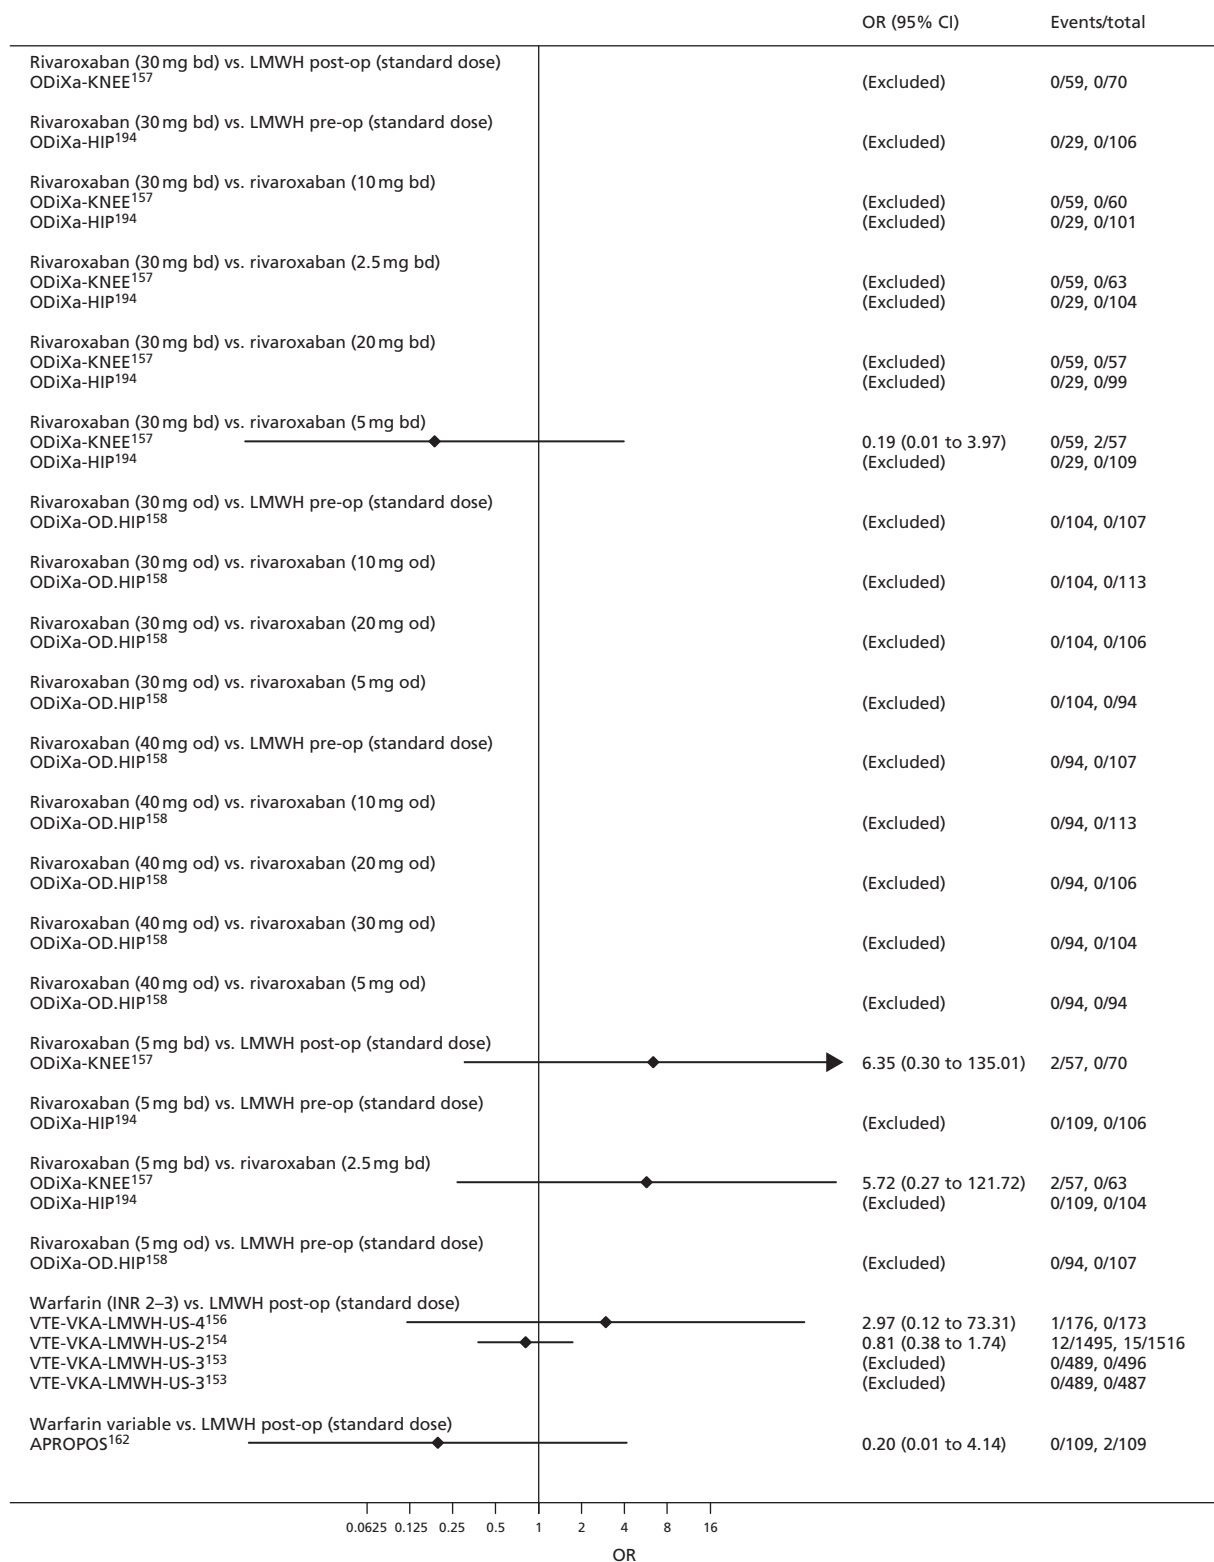 OR (95% CI) Events/total
Rivaroxaban (30 mg bd) vs. LMWH post-op (standard dose)
ODiXa-KNEE157 (Excluded) 0/59, 0/70
Rivaroxaban (30 mg bd) vs. LMWH pre-op (standard dose)
ODiXa-HIP194 (Excluded) 0/29, 0/106
Rivaroxaban (30 mg bd) vs. rivaroxaban (10 mg bd)
ODiXa-KNEE157 (Excluded) 0/59, 0/60
ODiXa-HIP194 (Excluded) 0/29, 0/101
Rivaroxaban (30 mg bd) vs. rivaroxaban (2.5 mg bd)
ODiXa-KNEE157 (Excluded) 0/59, 0/63
ODiXa-HIP194 (Excluded) 0/29, 0/104
Rivaroxaban (30 mg bd) vs. rivaroxaban (20 mg bd)
ODiXa-KNEE157 (Excluded) 0/59, 0/57
ODiXa-HIP194 (Excluded) 0/29, 0/99
Rivaroxaban (30 mg bd) vs. rivaroxaban (5 mg bd)
ODiXa-KNEE157 0.19 (0.01 to 3.97) 0/59, 2/57
ODiXa-HIP194 (Excluded) 0/29, 0/109
Rivaroxaban (30 mg od) vs. LMWH pre-op (standard dose)
ODiXa-OD.HIP158 (Excluded) 0/104, 0/107
Rivaroxaban (30 mg od) vs. rivaroxaban (10 mg od)
ODiXa-OD.HIP158 (Excluded) 0/104, 0/113
Rivaroxaban (30 mg od) vs. rivaroxaban (20 mg od)
ODiXa-OD.HIP158 (Excluded) 0/104, 0/106
Rivaroxaban (30 mg od) vs. rivaroxaban (5 mg od)
ODiXa-OD.HIP158 (Excluded) 0/104, 0/94
Rivaroxaban (40 mg od) vs. LMWH pre-op (standard dose)
ODiXa-OD.HIP158 (Excluded) 0/94, 0/107
Rivaroxaban (40 mg od) vs. rivaroxaban (10 mg od)
ODiXa-OD.HIP158 (Excluded) 0/94, 0/113
Rivaroxaban (40 mg od) vs. rivaroxaban (20 mg od)
ODiXa-OD.HIP158 (Excluded) 0/94, 0/106
Rivaroxaban (40 mg od) vs. rivaroxaban (30 mg od)
ODiXa-OD.HIP158 (Excluded) 0/94, 0/104
Rivaroxaban (40 mg od) vs. rivaroxaban (5 mg od)
ODiXa-OD.HIP158 (Excluded) 0/94, 0/94
Rivaroxaban (5 mg bd) vs. LMWH post-op (standard dose)
ODiXa-KNEE157 6.35 (0.30 to 135.01) 2/57, 0/70
Rivaroxaban (5 mg bd) vs. LMWH pre-op (standard dose)
ODiXa-HIP194 (Excluded) 0/109, 0/106
Rivaroxaban (5 mg bd) vs. rivaroxaban (2.5 mg bd)
ODiXa-KNEE157 5.72 (0.27 to 121.72) 2/57, 0/63
ODiXa-HIP194 (Excluded) 0/109, 0/104
Rivaroxaban (5 mg od) vs. LMWH pre-op (standard dose)
ODiXa-OD.HIP158 (Excluded) 0/94, 0/107
Warfarin (INR 2–3) vs. LMWH post-op (standard dose)
VTE-VKA-LMWH-US-4156 2.97 (0.12 to 73.31) 1/176, 0/173
VTE-VKA-LMWH-US-2154 0.81 (0.38 to 1.74) 12/1495, 15/1516
VTE-VKA-LMWH-US-3153 (Excluded) 0/489, 0/496
VTE-VKA-LMWH-US-3153 (Excluded) 0/489, 0/487
Warfarin variable vs. LMWH post-op (standard dose)
APROPOS162 0.20 (0.01 to 4.14) 0/109, 2/109
0.0625 0.125 0.25 0.5 1 2 4 8 16
OR